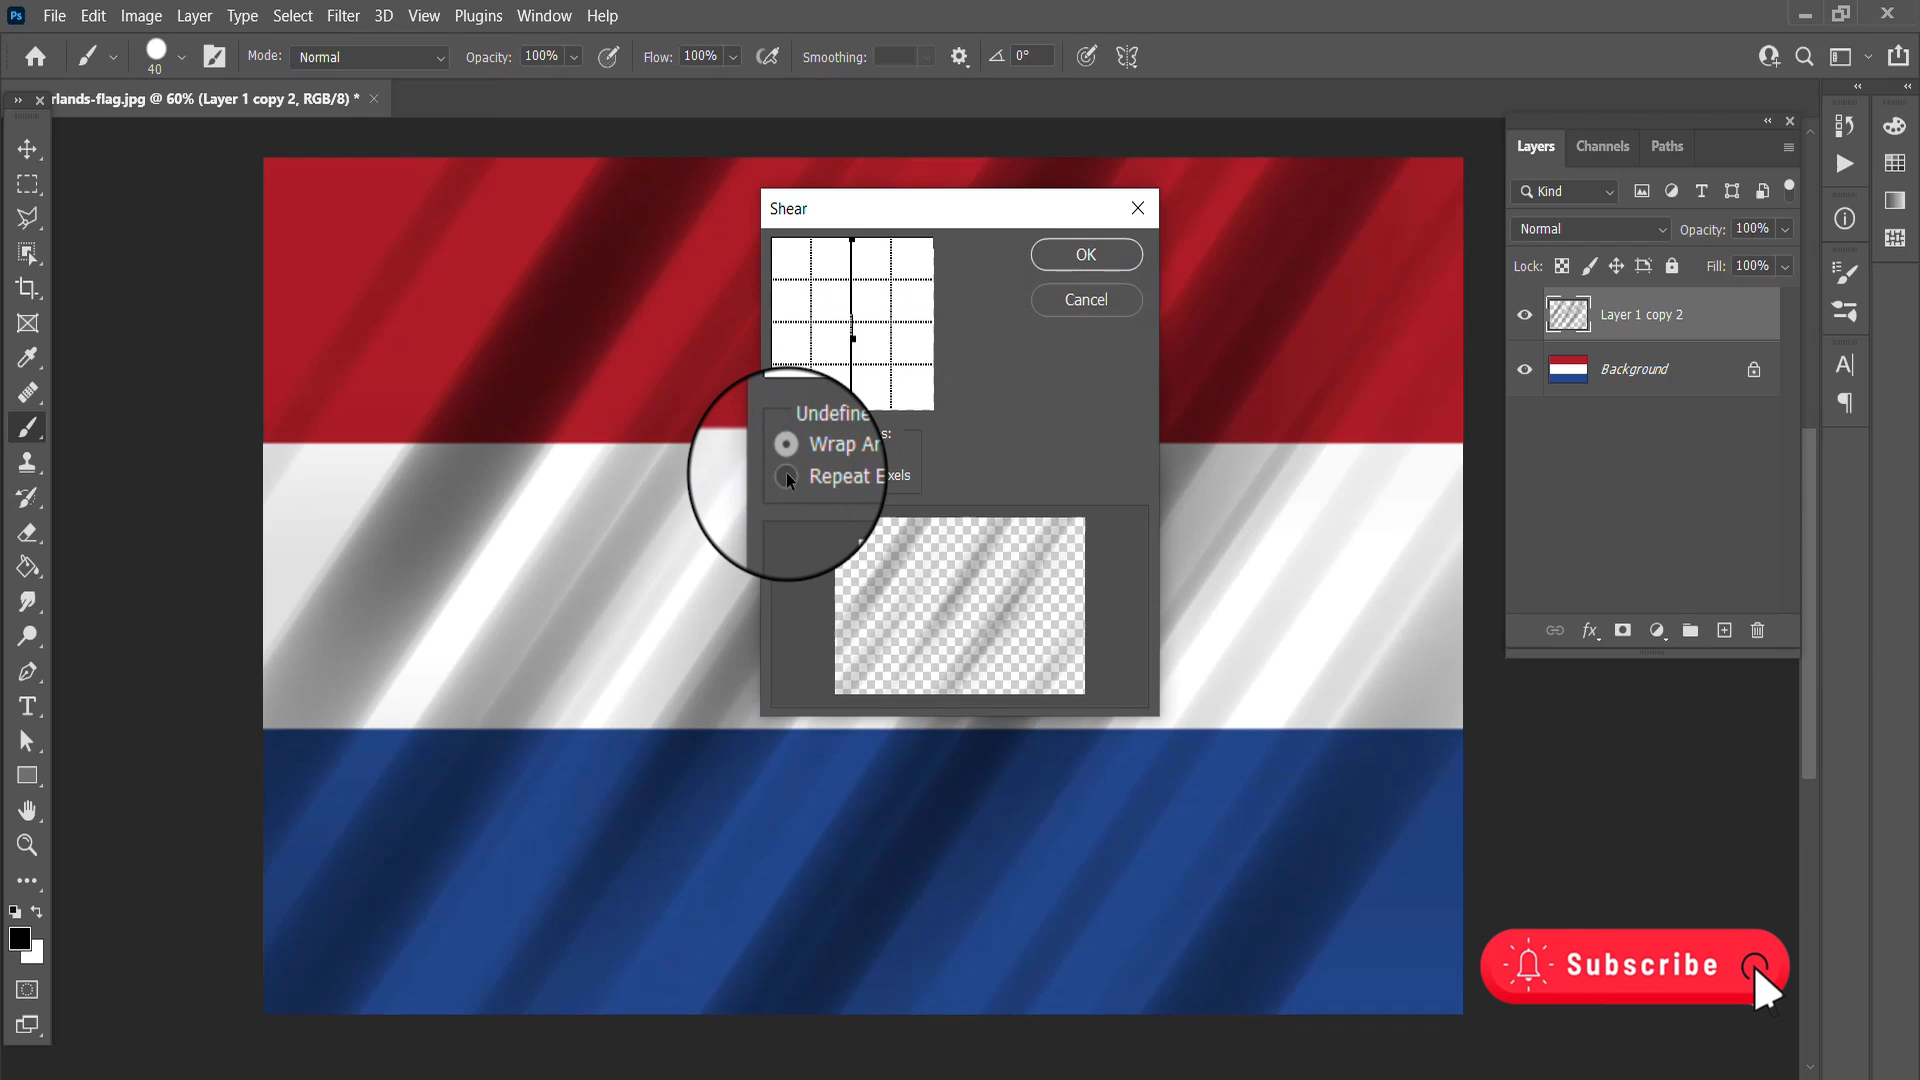 Ps File Edit Image Layer Type Select Filter 3D View Plugins Window Help
40 Mode: Normal Opacity: 100% Flow: 100% Smoothing: 0°
rlands-flag.jpg @ 60% (Layer 1 copy 2, RGB/8) *
Shear
OK
Cancel
Undefine
s:
Wrap Ar
Repeat E xels
Layers Channels Paths
Kind
Normal Opacity: 100%
Lock: Fill: 100%
Layer 1 copy 2
Background
fx
Subscribe